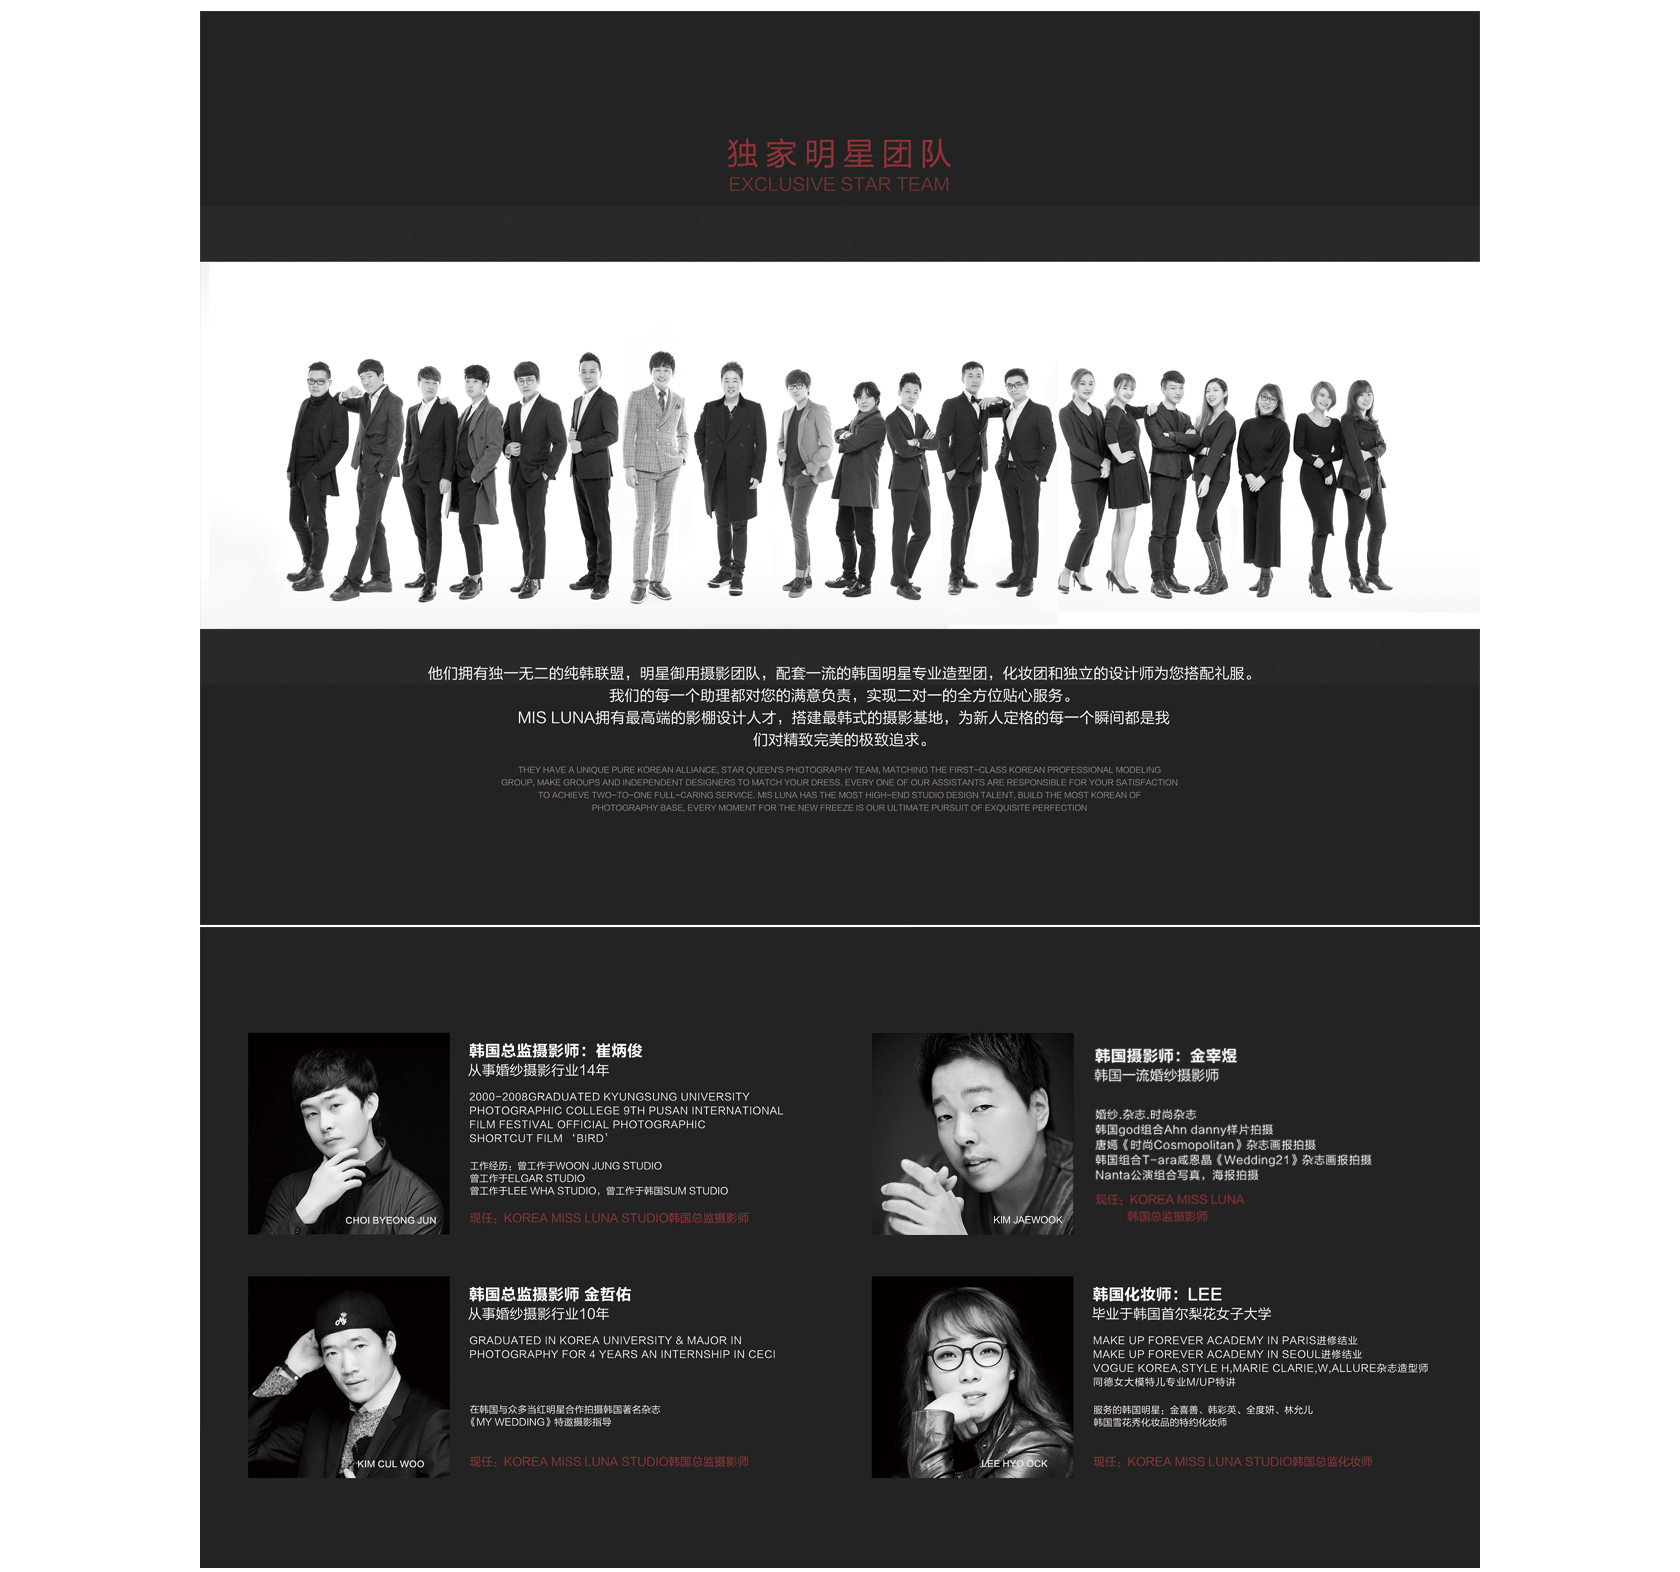 独家明星团队
EXCLUSIVE STAR TEAM
他们拥有独一无二的纯韩联盟，明星御用摄影团队，配套一流的韩国明星专业造型团，化妆团和独立的设计师为您搭配礼服。
我们的每一个助理都对您的满意负责，实现二对一的全方位贴心服务。
MIS LUNA拥有最高端的影棚设计人才，搭建最韩式的摄影基地，为新人定格的每一个瞬间都是我
们对精致完美的极致追求。
THEY HAVE A UNIQUE PURE KOREAN ALLIANCE, STAR QUEEN'S PHOTOGRAPHY TEAM, MATCHING THE FIRST-CLASS KOREAN PROFESSIONAL MODELING
GROUP, MAKE GROUPS AND INDEPENDENT DESIGNERS TO MATCH YOUR DRESS. EVERY ONE OF OUR ASSISTANTS ARE RESPONSIBLE FOR YOUR SATISFACTION
TO ACHIEVE TWO-TO-ONE FULL-CARING SERVICE. MIS LUNA HAS THE MOST HIGH-END STUDIO DESIGN TALENT, BUILD THE MOST KOREAN OF
PHOTOGRAPHY BASE, EVERY MOMENT FOR THE NEW FREEZE IS OUR ULTIMATE PURSUIT OF EXQUISITE PERFECTION
韩国总监摄影师：崔炳俊
从事婚纱摄影行业14年
2000-2008GRADUATED KYUNGSUNG UNIVERSITY
PHOTOGRAPHIC COLLEGE 9TH PUSAN INTERNATIONAL
FILM FESTIVAL OFFICIAL PHOTOGRAPHIC
SHORTCUT FILM ‘BIRD’
工作经历：曾工作于WOON JUNG STUDIO
曾工作于ELGAR STUDIO
曾工作于LEE WHA STUDIO，曾工作于韩国SUM STUDIO
现任：KOREA MISS LUNA STUDIO韩国总监摄影师
CHOI BYEONG JUN
韩国摄影师：金宰煜
韩国一流婚纱摄影师
婚纱.杂志.时尚杂志
韩国god组合Ahn danny样片拍摄
唐嫣《时尚Cosmopolitan》杂志画报拍摄
韩国组合T-ara咸恩晶《Wedding21》杂志画报拍摄
Nanta公演组合写真，海报拍摄
现任：KOREA MISS LUNA
韩国总监摄影师
KIM JAEWOOK
韩国总监摄影师 金哲佑
从事婚纱摄影行业10年
GRADUATED IN KOREA UNIVERSITY & MAJOR IN
PHOTOGRAPHY FOR 4 YEARS AN INTERNSHIP IN CECI
在韩国与众多当红明星合作拍摄韩国著名杂志
《MY WEDDING》特邀摄影指导
现任：KOREA MISS LUNA STUDIO韩国总监摄影师
KIM CUL WOO
韩国化妆师：LEE
毕业于韩国首尔梨花女子大学
MAKE UP FOREVER ACADEMY IN PARIS进修结业
MAKE UP FOREVER ACADEMY IN SEOUL进修结业
VOGUE KOREA,STYLE H,MARIE CLARIE,W,ALLURE杂志造型师
同德女大模特儿专业M/UP特讲
服务的韩国明星：金喜善、韩彩英、全度妍、林允儿
韩国雪花秀化妆品的特约化妆师
现任：KOREA MISS LUNA STUDIO韩国总监化妆师
LEE HYO OCK